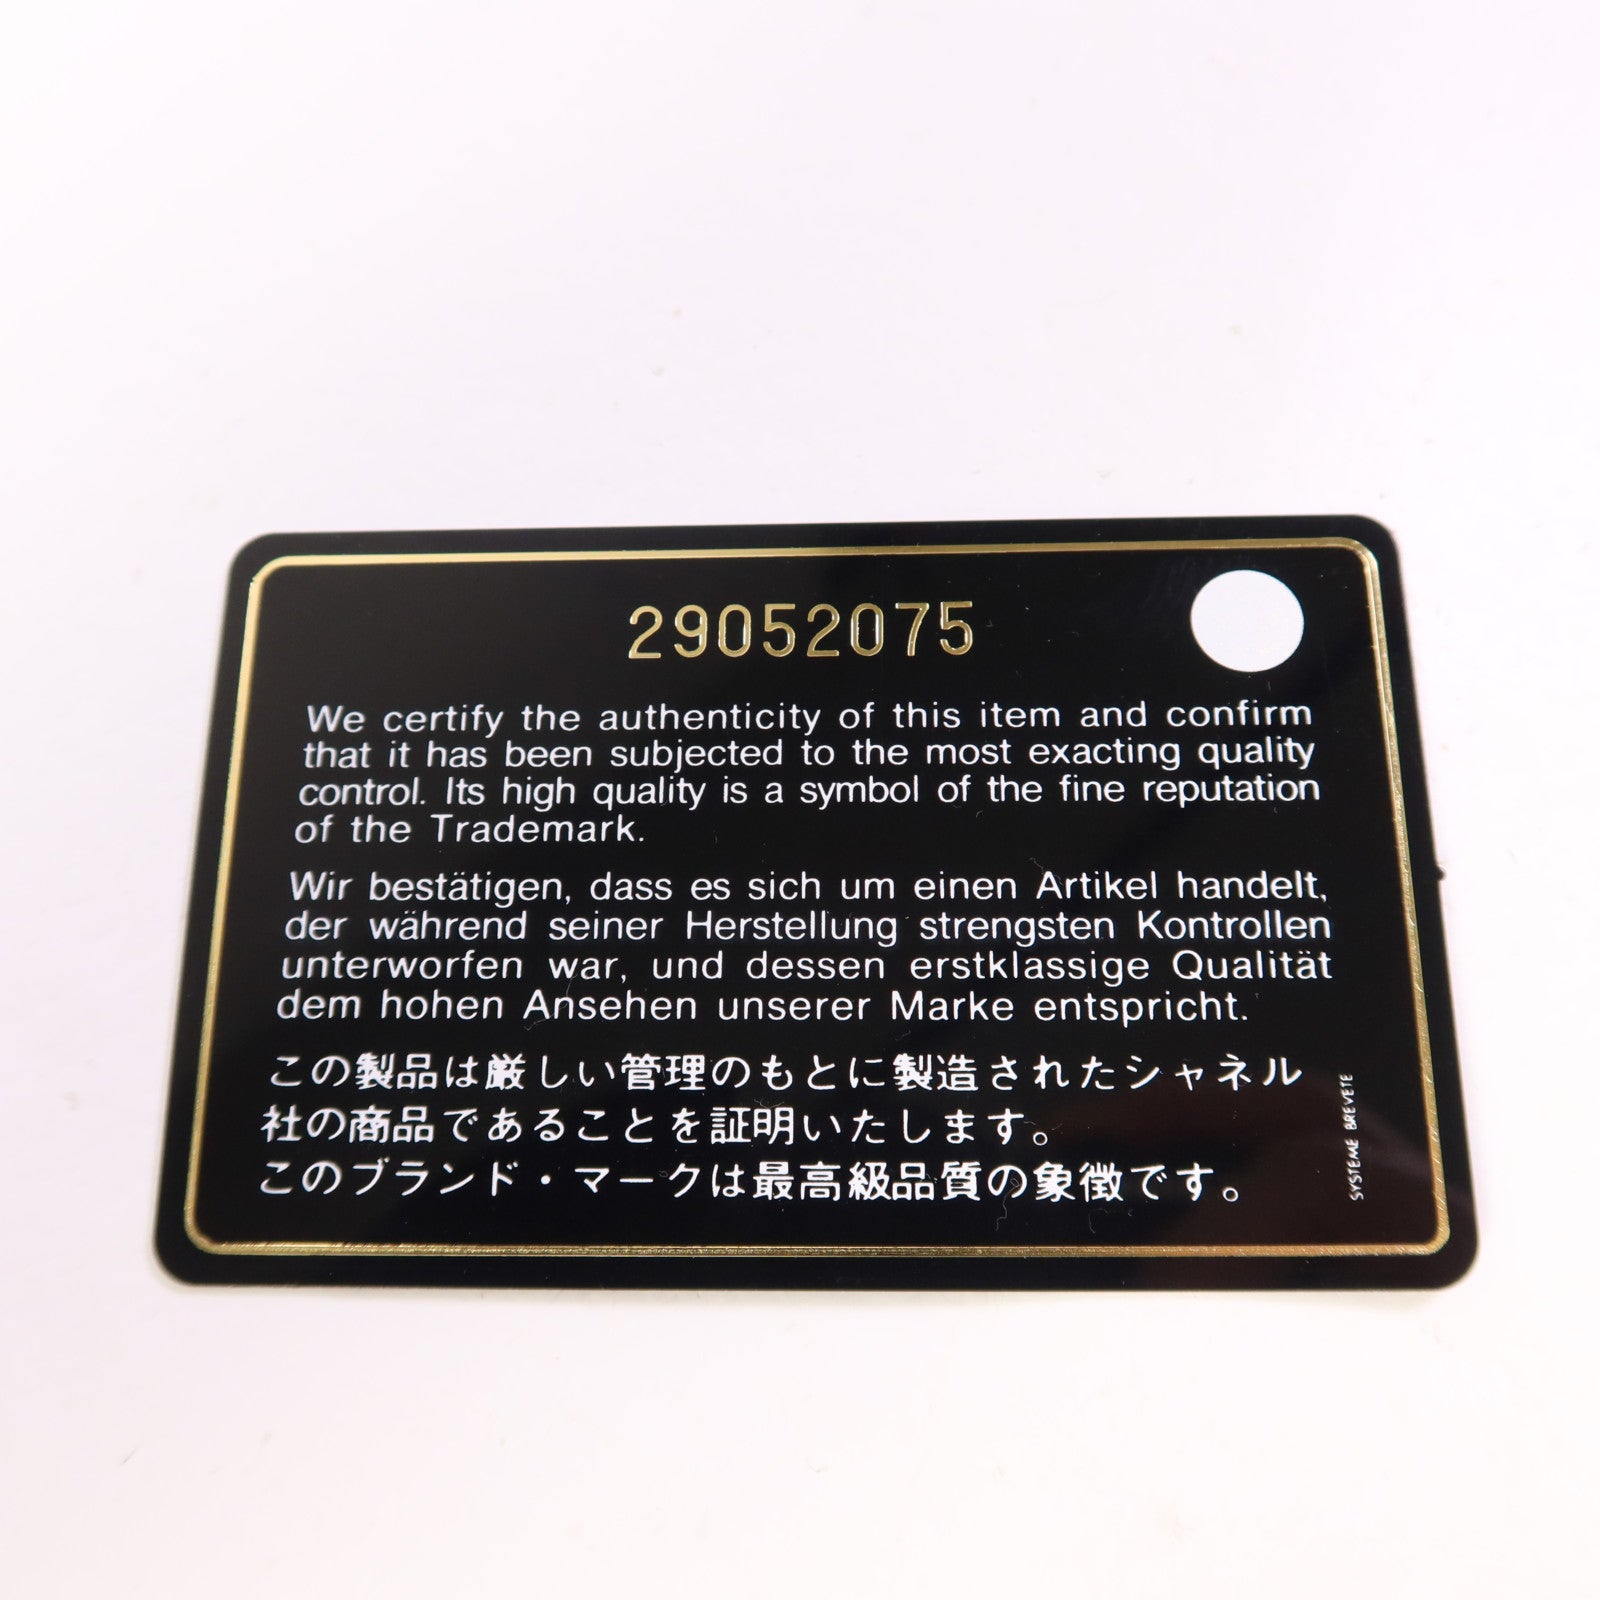 29052075
We certify the authenticity of this item and confirm
that it has been subjected to the most exacting quality
control. Its high quality is a symbol of the fine reputation
of the Trademark.
Wir bestätigen, dass es sich um einen Artikel handelt,
der während seiner Herstellung strengsten Kontrollen
unterworfen war, und dessen erstklassige Qualität
dem hohen Ansehen unserer Marke entspricht.
この製品は厳しい管理のもとに製造されたシャネル
社の商品であることを証明いたします。
このブランド・マークは最高級品質の象徴です。
SYSTEME BREVETE